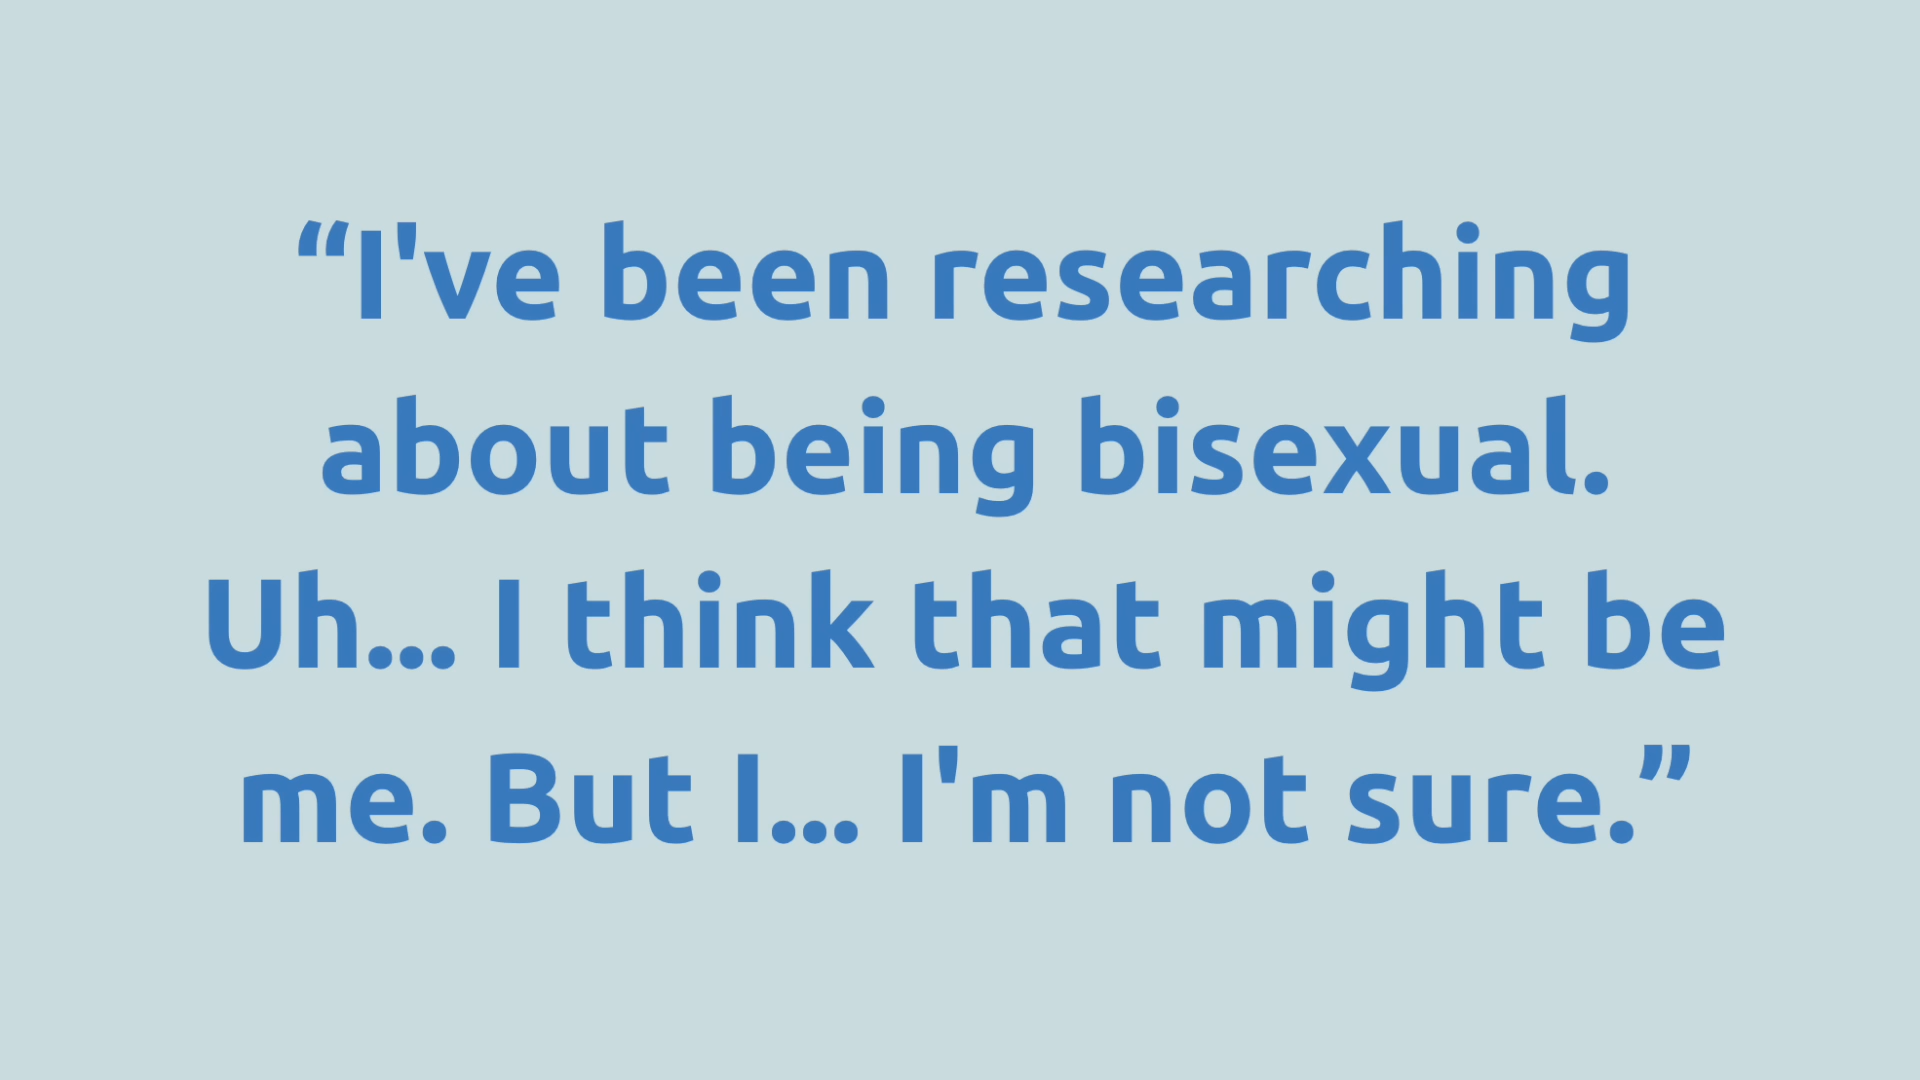 “I've been researching
about being bisexual.
Uh... I think that might be
me. But I... I'm not sure.”